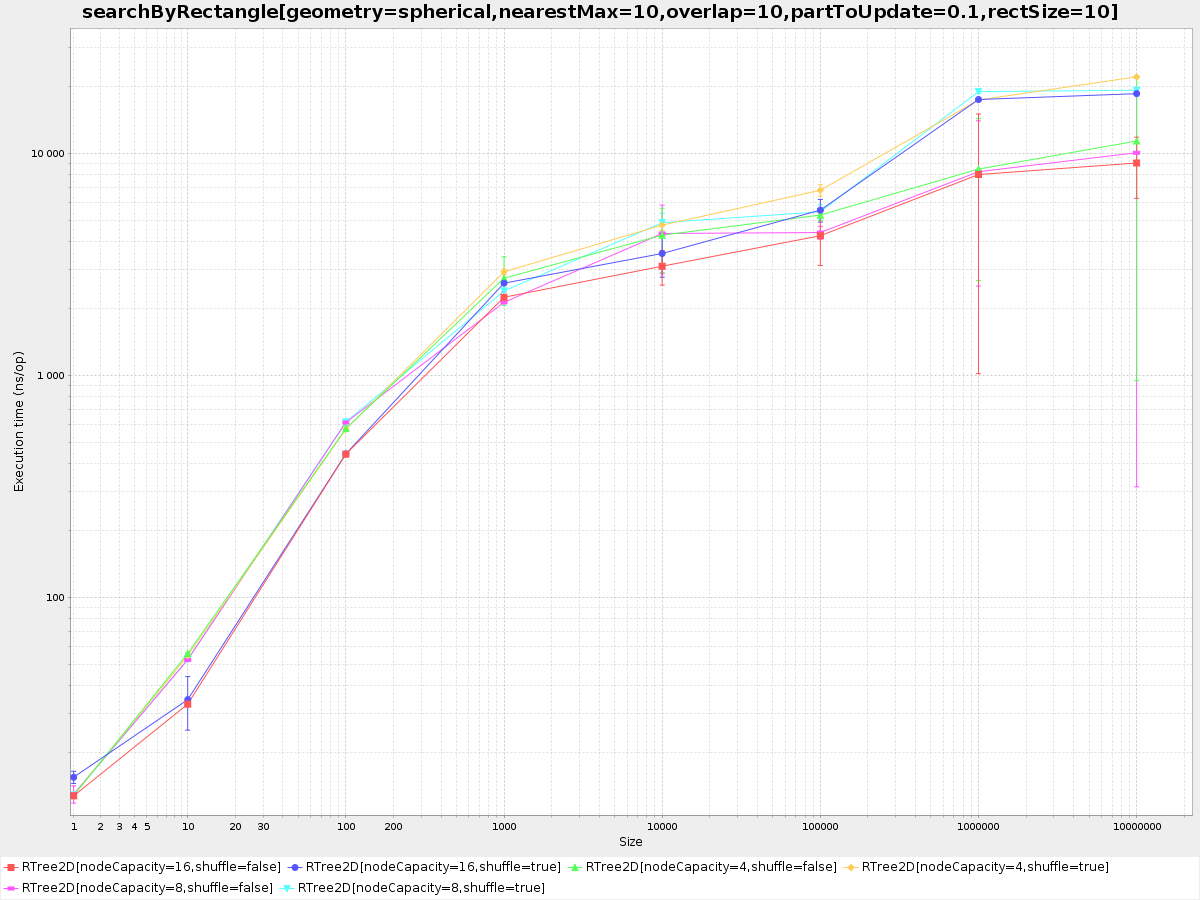 searchByRectangle[geometry=spherical,nearestMax=10,overlap=10,partToUpdate=0.1,rectSize=10]
Execution time (ns/op)
10 000
1 000
100
1 2 3 4 5 10 20 30 100 200 1000 10000 100000 1000000 10000000
Size
RTree2D[nodeCapacity=16,shuffle=false] RTree2D[nodeCapacity=16,shuffle=true] RTree2D[nodeCapacity=4,shuffle=false] RTree2D[nodeCapacity=4,shuffle=true]
RTree2D[nodeCapacity=8,shuffle=false] RTree2D[nodeCapacity=8,shuffle=true]